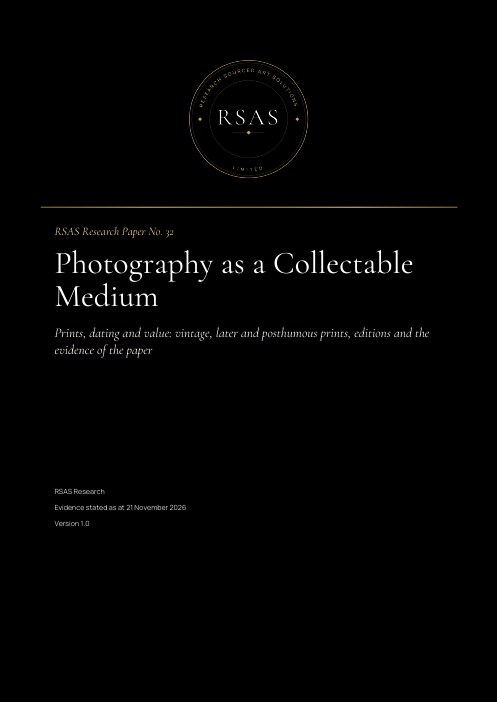 RESEARCH SOURCED ART SOLUTIONS
RSAS
LIMITED
RSAS Research Paper No. 32
Photography as a Collectable
Medium
Prints, dating and value: vintage, later and posthumous prints, editions and the
evidence of the paper
RSAS Research
Evidence stated as at 21 November 2026
Version 1.0